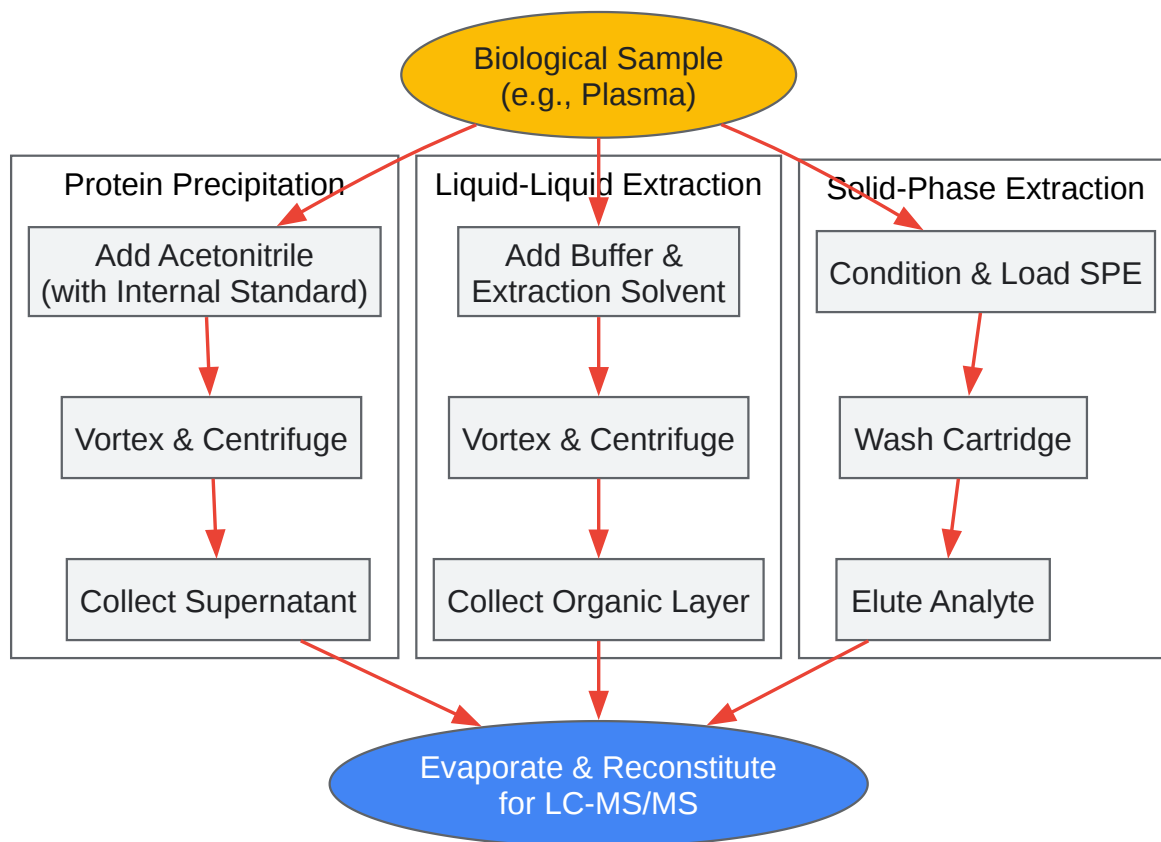 Biological Sample
(e.g., Plasma)
Protein Precipitation
Add Acetonitrile
(with Internal Standard)
Vortex & Centrifuge
Collect Supernatant
Liquid-Liquid Extraction
Add Buffer &
Extraction Solvent
Vortex & Centrifuge
Collect Organic Layer
Solid-Phase Extraction
Condition & Load SPE
Wash Cartridge
Elute Analyte
Evaporate & Reconstitute
for LC-MS/MS